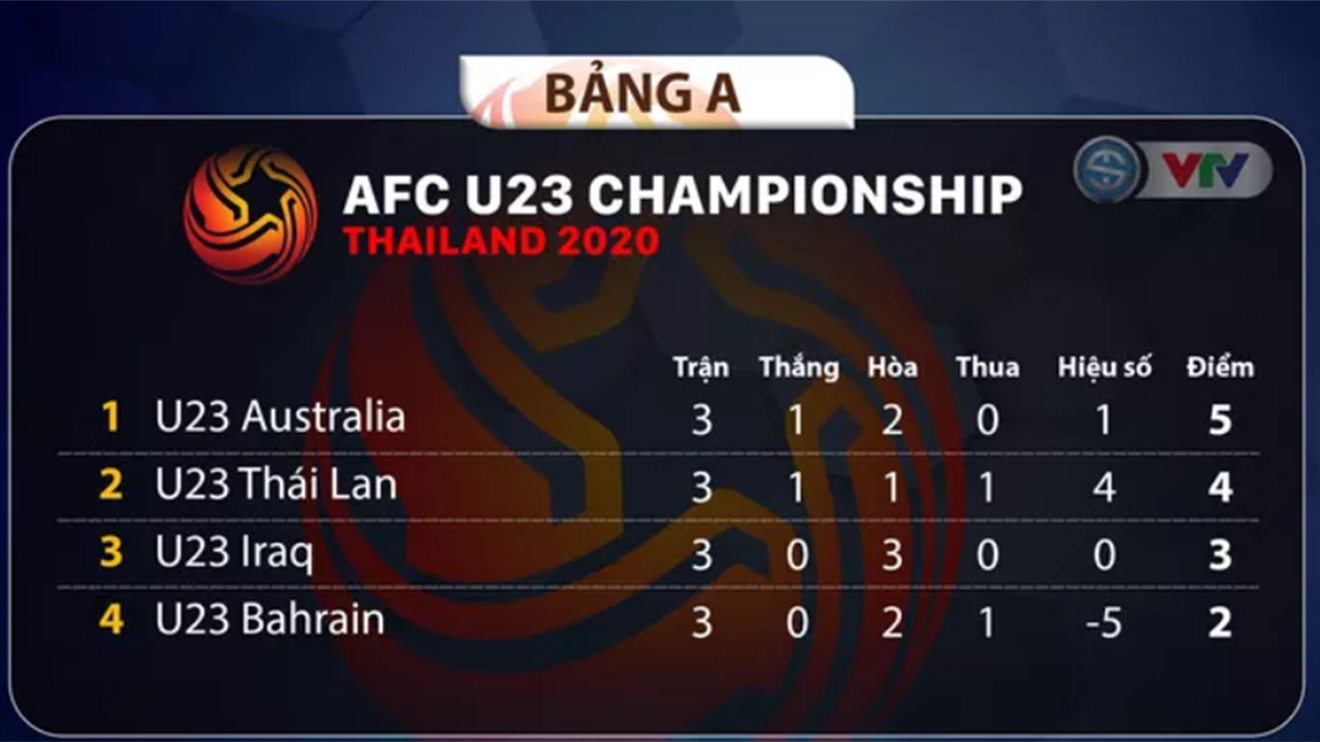 BẢNG A
AFC U23 CHAMPIONSHIP
THAILAND 2020
VTV
Trận Thắng Hòa Thua Hiệu số Điểm
1 U23 Australia 3 1 2 0 1 5
2 U23 Thái Lan 3 1 1 1 4 4
3 U23 Iraq 3 0 3 0 0 3
4 U23 Bahrain 3 0 2 1 -5 2